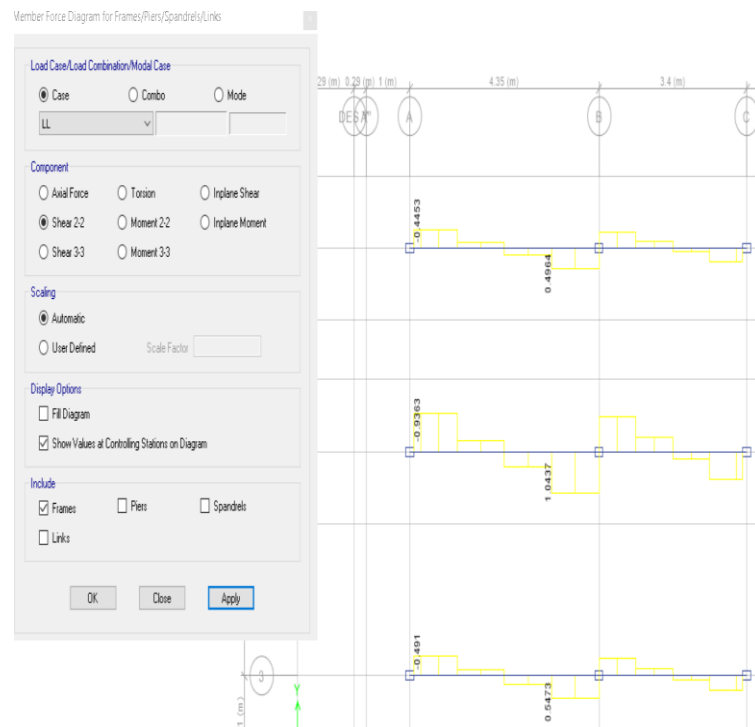 Member Force Diagram for Frames/Piers/Spandrels/Links
Load Case/Load Combination/Modal Case
Case Combo Mode
LL
Component
Axial Force Torsion Inplane Shear
Shear 2-2 Moment 2-2 Inplane Moment
Shear 3-3 Moment 3-3
Scaling
Automatic
User Defined Scale Factor
Display Options
Fill Diagram
Show Values at Controlling Stations on Diagram
Include
Frames Piers Spandrels
Links
OK Close Apply
29 (m) 0.29 (m) 1 (m) 4.35 (m) 3.4 (m)
A B C
-0.4453
0.4964
-0.9363
1.0437
-0.491
0.5473
3
Y
1 (m)